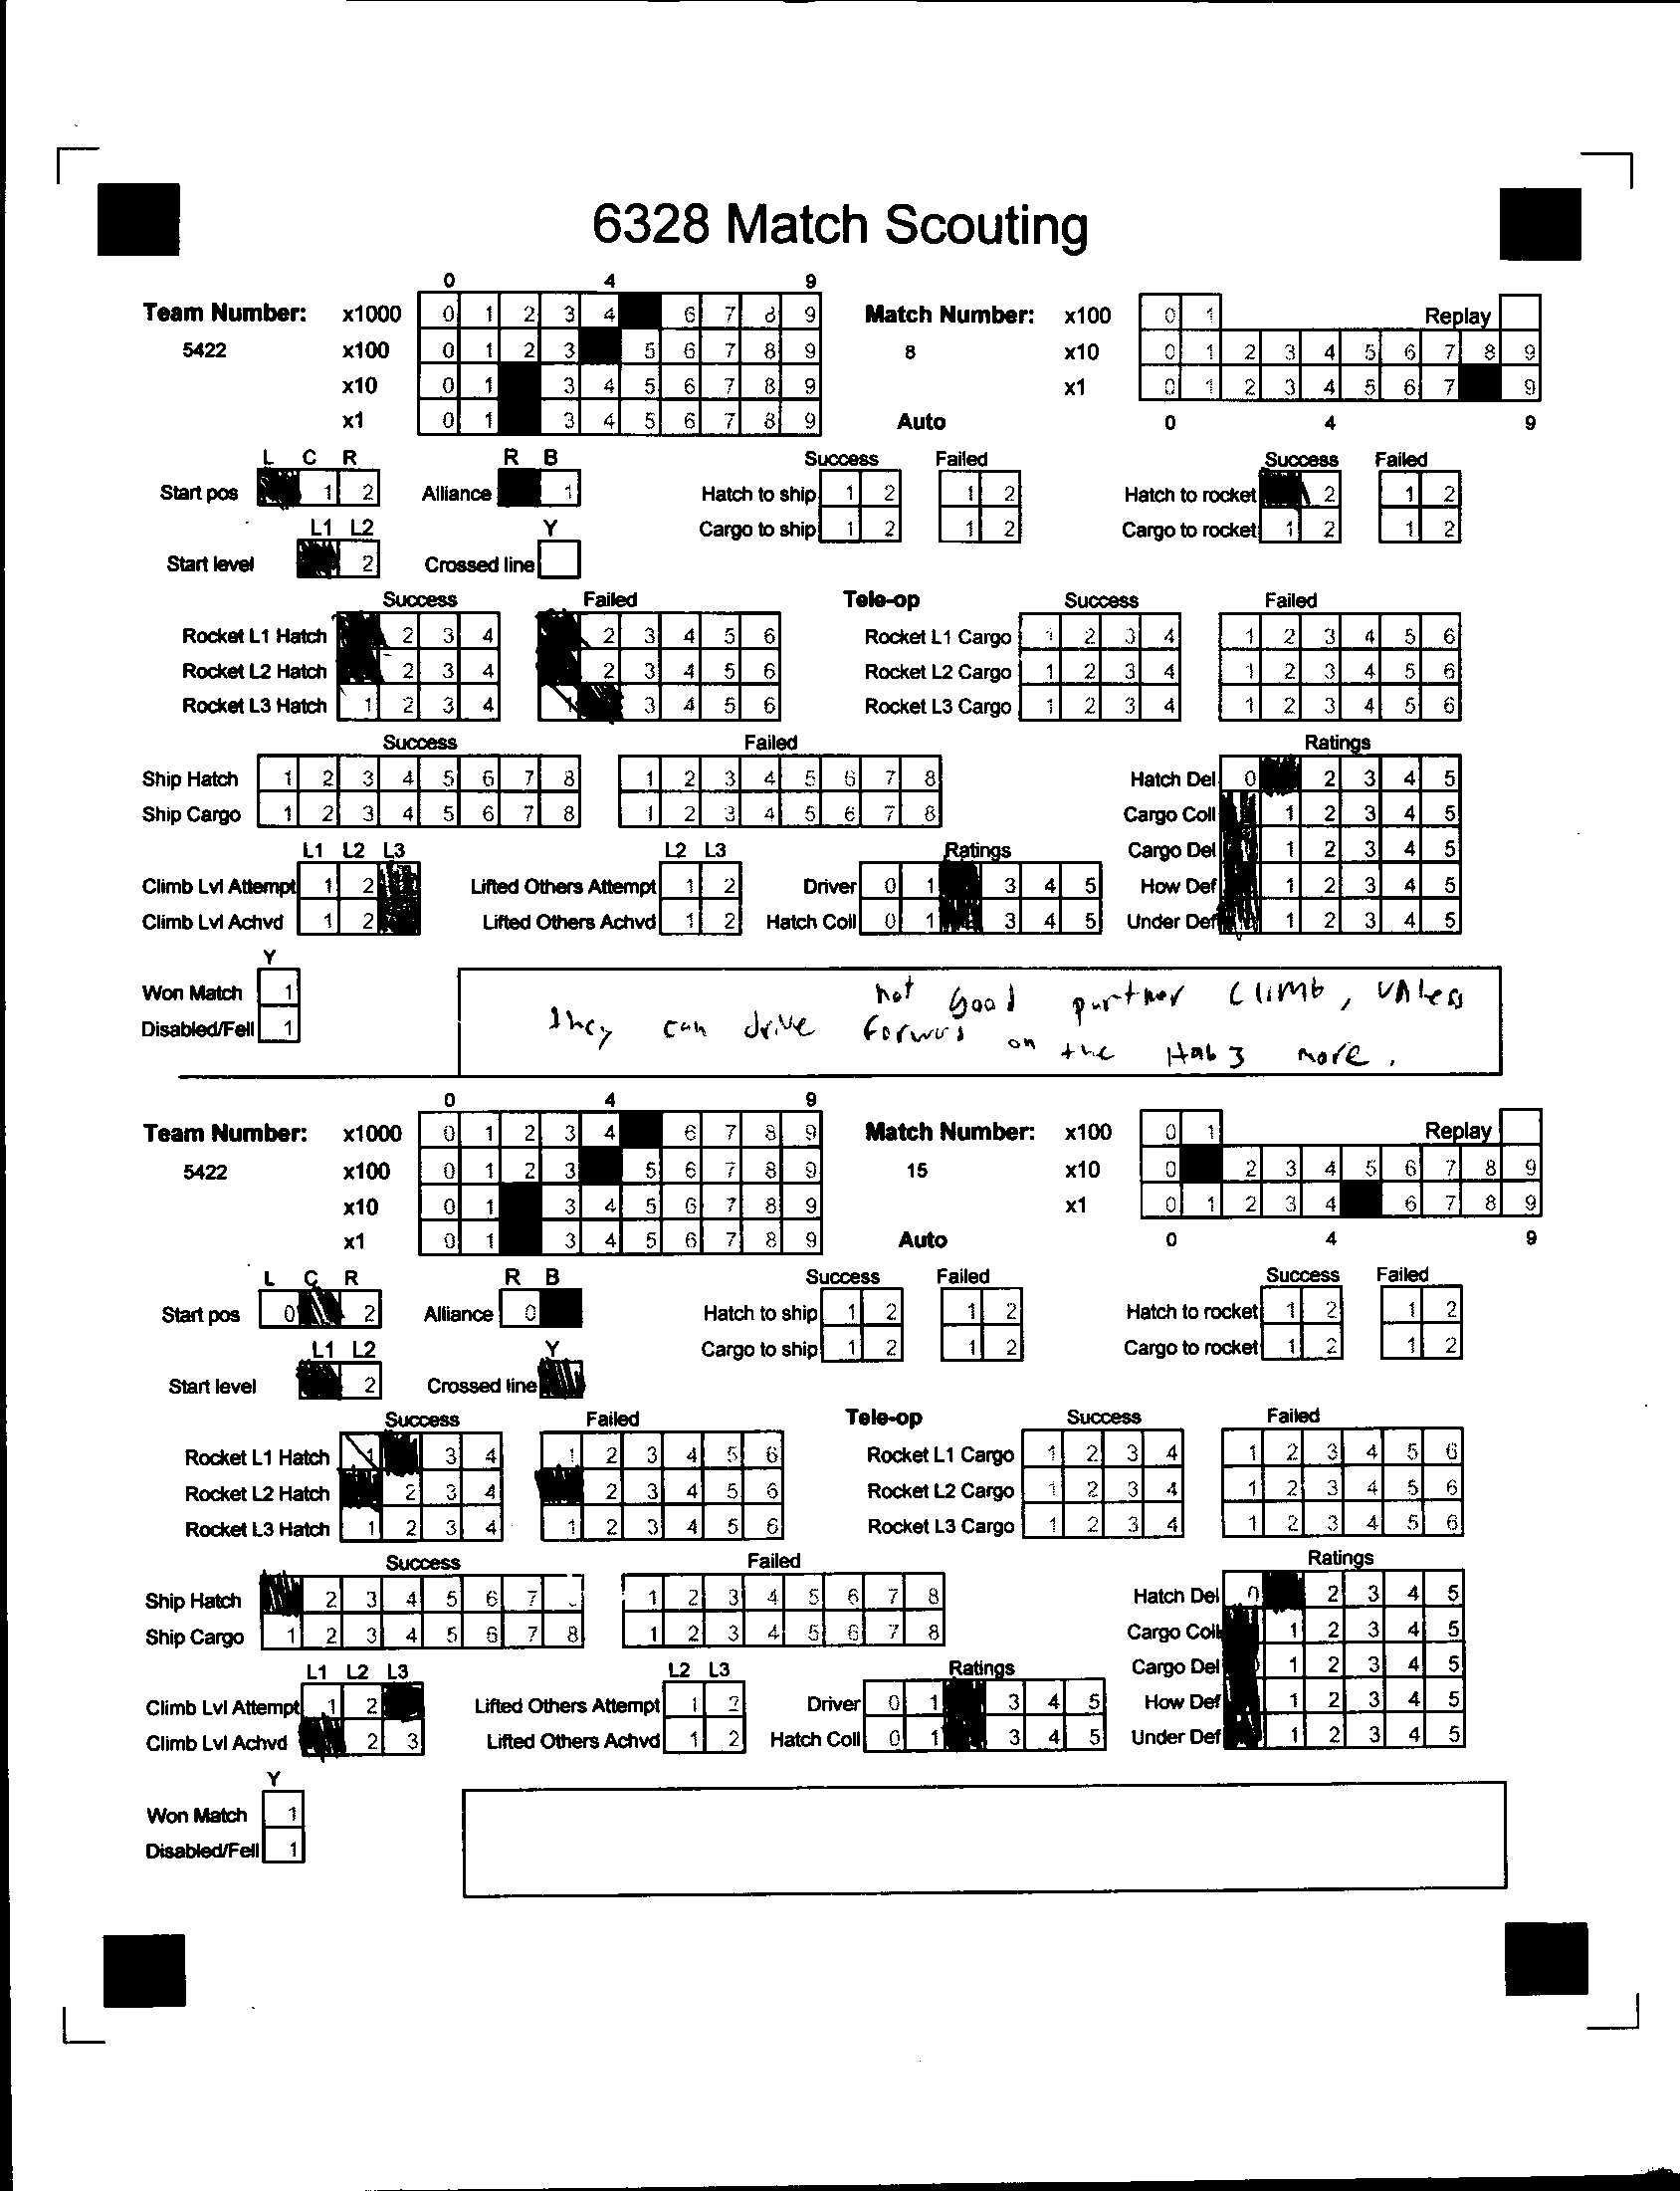 6328 Match Scouting
0 4 9
Team Number: x1000 0 1 2 3 4 6 7 8 9 Match Number: x100 0 1 Replay
5422 x100 0 1 2 3 5 6 7 8 9 8 x10 0 1 2 3 4 5 6 7 8 9
x10 0 1 3 4 5 6 7 8 9 x1 0 1 2 3 4 5 6 7 9
x1 0 1 3 4 5 6 7 8 9 Auto 0 4 9
L C R R B Success Failed Success Failed
Start pos 1 2 Alliance 1 Hatch to ship 1 2 1 2 Hatch to rocket 2 1 2
L1 L2 Y Cargo to ship 1 2 1 2 Cargo to rocket 1 2 1 2
Start level 2 Crossed line
Success Failed Tele-op Success Failed
Rocket L1 Hatch 2 3 4 2 3 4 5 6 Rocket L1 Cargo 1 2 3 4 1 2 3 4 5 6
Rocket L2 Hatch 2 3 4 2 3 4 5 6 Rocket L2 Cargo 1 2 3 4 1 2 3 4 5 6
Rocket L3 Hatch 1 2 3 4 3 4 5 6 Rocket L3 Cargo 1 2 3 4 1 2 3 4 5 6
Success Failed Ratings
Ship Hatch 1 2 3 4 5 6 7 8 1 2 3 4 5 6 7 8 Hatch Del 0 2 3 4 5
Ship Cargo 1 2 3 4 5 6 7 8 1 2 3 4 5 6 7 8 Cargo Coll 1 2 3 4 5
L1 L2 L3 L2 L3 Ratings Cargo Del 1 2 3 4 5
Climb Lvl Attempt 1 2 Lifted Others Attempt 1 2 Driver 0 1 3 4 5 How Def 1 2 3 4 5
Climb Lvl Achvd 1 2 Lifted Others Achvd 1 2 Hatch Coll 0 1 3 4 5 Under Def 1 2 3 4 5
Y
Won Match 1 not good partner climb, unless
Disabled/Fell 1 they can drive forward on the Hab 3 more.
0 4 9
Team Number: x1000 0 1 2 3 4 6 7 8 9 Match Number: x100 0 1 Replay
5422 x100 0 1 2 3 5 6 7 8 9 15 x10 0 2 3 4 5 6 7 8 9
x10 0 1 3 4 5 6 7 8 9 x1 0 1 2 3 4 6 7 8 9
x1 0 1 3 4 5 6 7 8 9 Auto 0 4 9
L C R R B Success Failed Success Failed
Start pos 0 2 Alliance 0 Hatch to ship 1 2 1 2 Hatch to rocket 1 2 1 2
L1 L2 Y Cargo to ship 1 2 1 2 Cargo to rocket 1 2 1 2
Start level 2 Crossed line
Success Failed Tele-op Success Failed
Rocket L1 Hatch 1 3 4 1 2 3 4 5 6 Rocket L1 Cargo 1 2 3 4 1 2 3 4 5 6
Rocket L2 Hatch 2 3 4 2 3 4 5 6 Rocket L2 Cargo 1 2 3 4 1 2 3 4 5 6
Rocket L3 Hatch 1 2 3 4 1 2 3 4 5 6 Rocket L3 Cargo 1 2 3 4 1 2 3 4 5 6
Success Failed Ratings
Ship Hatch 2 3 4 5 6 7 1 2 3 4 5 6 7 8 Hatch Del 0 2 3 4 5
Ship Cargo 1 2 3 4 5 6 7 8 1 2 3 4 5 6 7 8 Cargo Coll 1 2 3 4 5
L1 L2 L3 L2 L3 Ratings Cargo Del 1 2 3 4 5
Climb Lvl Attempt 1 2 Lifted Others Attempt 1 2 Driver 0 1 3 4 5 How Def 1 2 3 4 5
Climb Lvl Achvd 2 3 Lifted Others Achvd 1 2 Hatch Coll 0 1 3 4 5 Under Def 1 2 3 4 5
Y
Won Match 1
Disabled/Fell 1